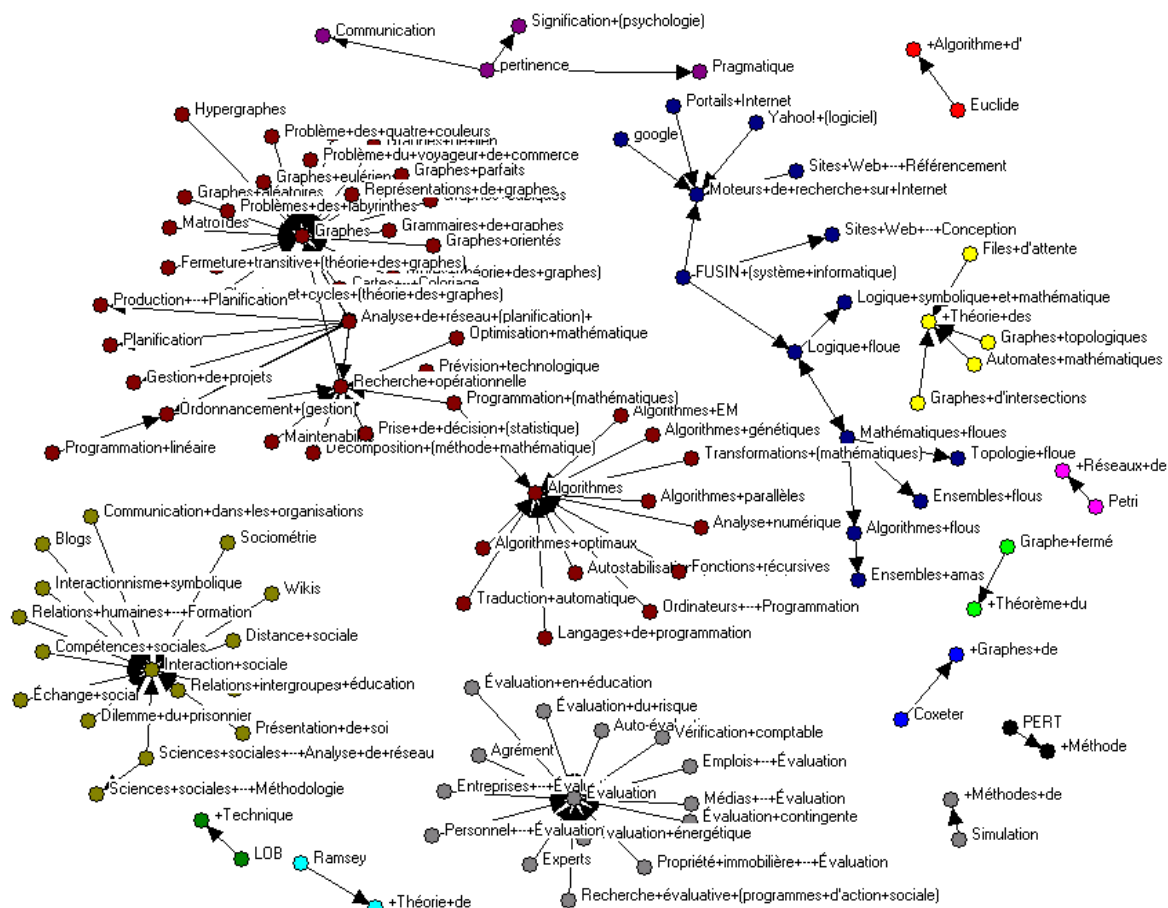 Communication
Signification+(psychologie)
pertinence
Pragmatique
+Algorithme+d'
Euclide
Portails+Internet
Yahoo!+(logiciel)
google
Sites+Web+--+Référencement
Moteurs+de+recherche+sur+Internet
Hypergraphes
Problème+des+quatre+couleurs
Problème+du+voyageur+de+commerce
Graphes+parfaits
Graphes+eulérien
Graphes+aléatoires
Représentations+de+graphes
Problèmes+des+labyrinthes
Matroïdes
Graphes
Grammaires+de+graphes
Graphes+orientés
Fermeture+transitive+(théorie+des+graphes)
Cartes+--+Coloriage
Production+--+Planification
et+cycles+(théorie+des+graphes)
Analyse+de+réseau+(planification)+
Optimisation+mathématique
Planification
Prévision+technologique
Gestion+de+projets
Recherche+opérationnelle
Programmation+(mathématiques)
Ordonnancement+(gestion)
Prise+de+décision+(statistique)
Maintenabilit
Programmation+linéaire
Décomposition+(méthode+mathématique)
Sites+Web+--+Conception
FUSIN+(système+informatique)
Logique+symbolique+et+mathématique
Logique+floue
Files+d'attente
+Théorie+des
Graphes+topologiques
Automates+mathématiques
Graphes+d'intersections
Mathématiques+floues
Topologie+floue
Ensembles+flous
Algorithmes+flous
Ensembles+amas
Algorithmes+EM
Algorithmes+génétiques
Transformations+(mathématiques)
Algorithmes
Algorithmes+parallèles
Analyse+numérique
Algorithmes+optimaux
Autostabilisation
Fonctions+récursives
Traduction+automatique
Ordinateurs+--+Programmation
Langages+de+programmation
+Réseaux+de
Petri
Graphe+fermé
+Théorème+du
+Graphes+de
Coxeter
PERT
+Méthode
+Méthodes+de
Simulation
Communication+dans+les+organisations
Blogs
Sociométrie
Interactionnisme+symbolique
Wikis
Relations+humaines+--+Formation
Distance+sociale
Compétences+sociales
Interaction+sociale
Relations+intergroupes+éducation
Échange+social
Dilemme+du+prisonnier
Présentation+de+soi
Sciences+sociales+--+Analyse+de+réseau
Sciences+sociales+--+Méthodologie
+Technique
LOB
Ramsey
+Théorie+de
Évaluation+en+éducation
Évaluation+du+risque
Auto-éval
Vérification+comptable
Agrément
Emplois+--+Évaluation
Entreprises+--+Évalu
Évaluation
Médias+--+Évaluation
Évaluation+contingente
Personnel+--+Évaluation
valuation+énergétique
Experts
Propriété+immobilière+--+Évaluation
Recherche+évaluative+(programmes+d'action+sociale)